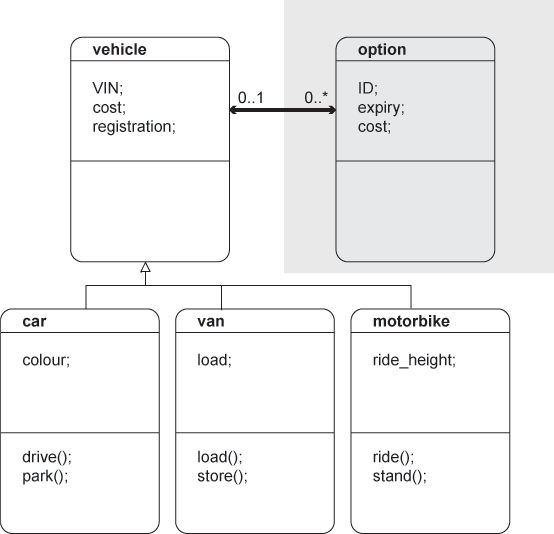 vehicle
VIN;
cost;
registration;
0..1
0..*
option
ID;
expiry;
cost;
car
colour;
drive();
park();
van
load;
load();
store();
motorbike
ride_height;
ride();
stand();